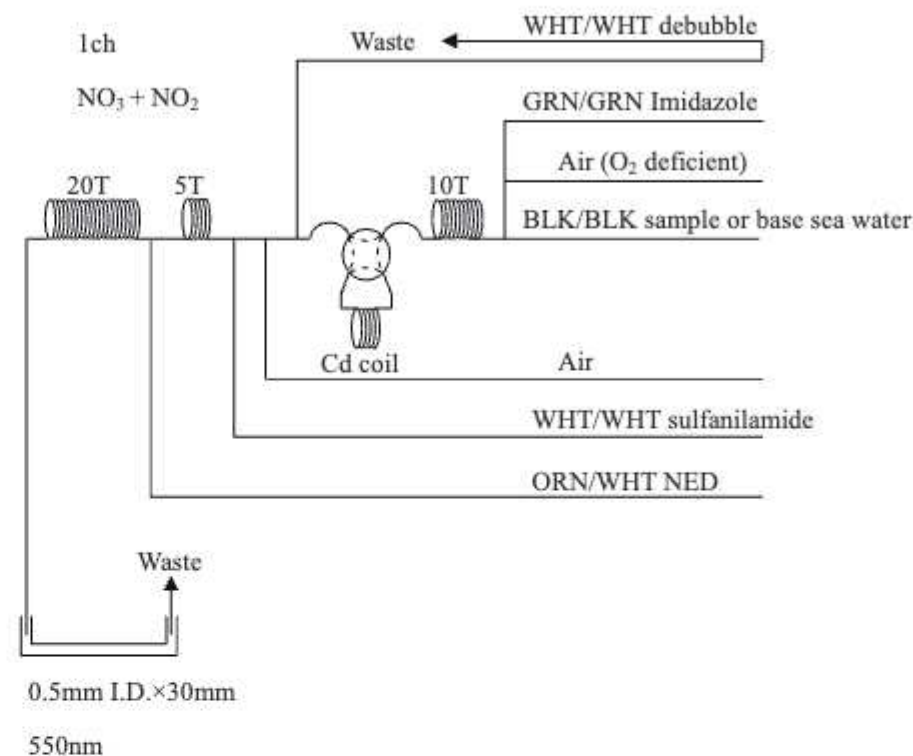 1ch
Waste
WHT/WHT debubble
NO₃ + NO₂
GRN/GRN Imidazole
Air (O₂ deficient)
20T
5T
10T
BLK/BLK sample or base sea water
Cd coil
Air
WHT/WHT sulfanilamide
ORN/WHT NED
Waste
0.5mm I.D.×30mm
550nm